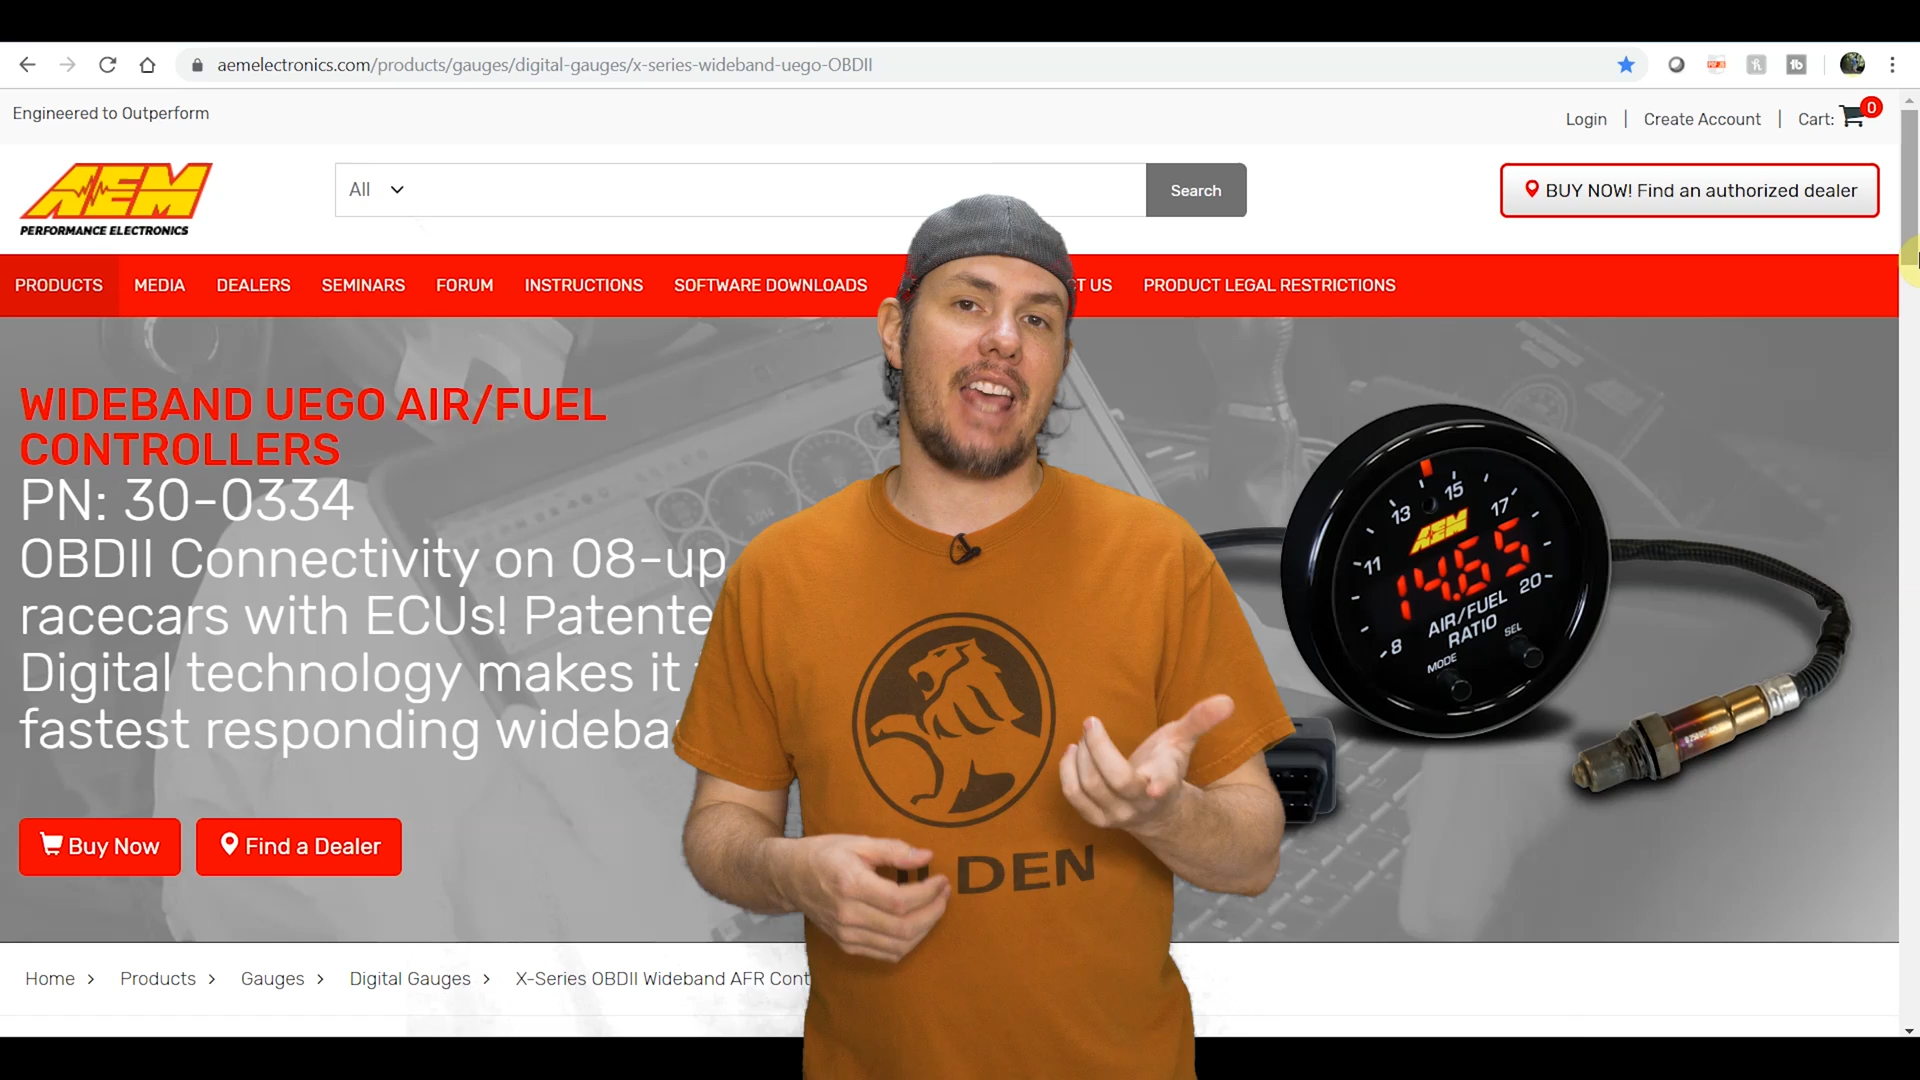 aemelectronics.com/products/gauges/digital-gauges/x-series-wideband-uego-OBDII
Engineered to Outperform
Login | Create Account | Cart: 0
AEM
PERFORMANCE ELECTRONICS
All
Search
BUY NOW! Find an authorized dealer
PRODUCTS MEDIA DEALERS SEMINARS FORUM INSTRUCTIONS SOFTWARE DOWNLOADS US PRODUCT LEGAL RESTRICTIONS
WIDEBAND UEGO AIR/FUEL
CONTROLLERS
PN: 30-0334
OBDII Connectivity on 08-up
racecars with ECUs!
Digital technology makes it
fastest responding
8 11 13 15 17 20
AEM
14.65
AIR/FUEL
RATIO
MODE
SEL
DEN
Buy Now
Find a Dealer
Home > Products > Gauges > Digital Gauges > X-Series OBDII Wideband AFR